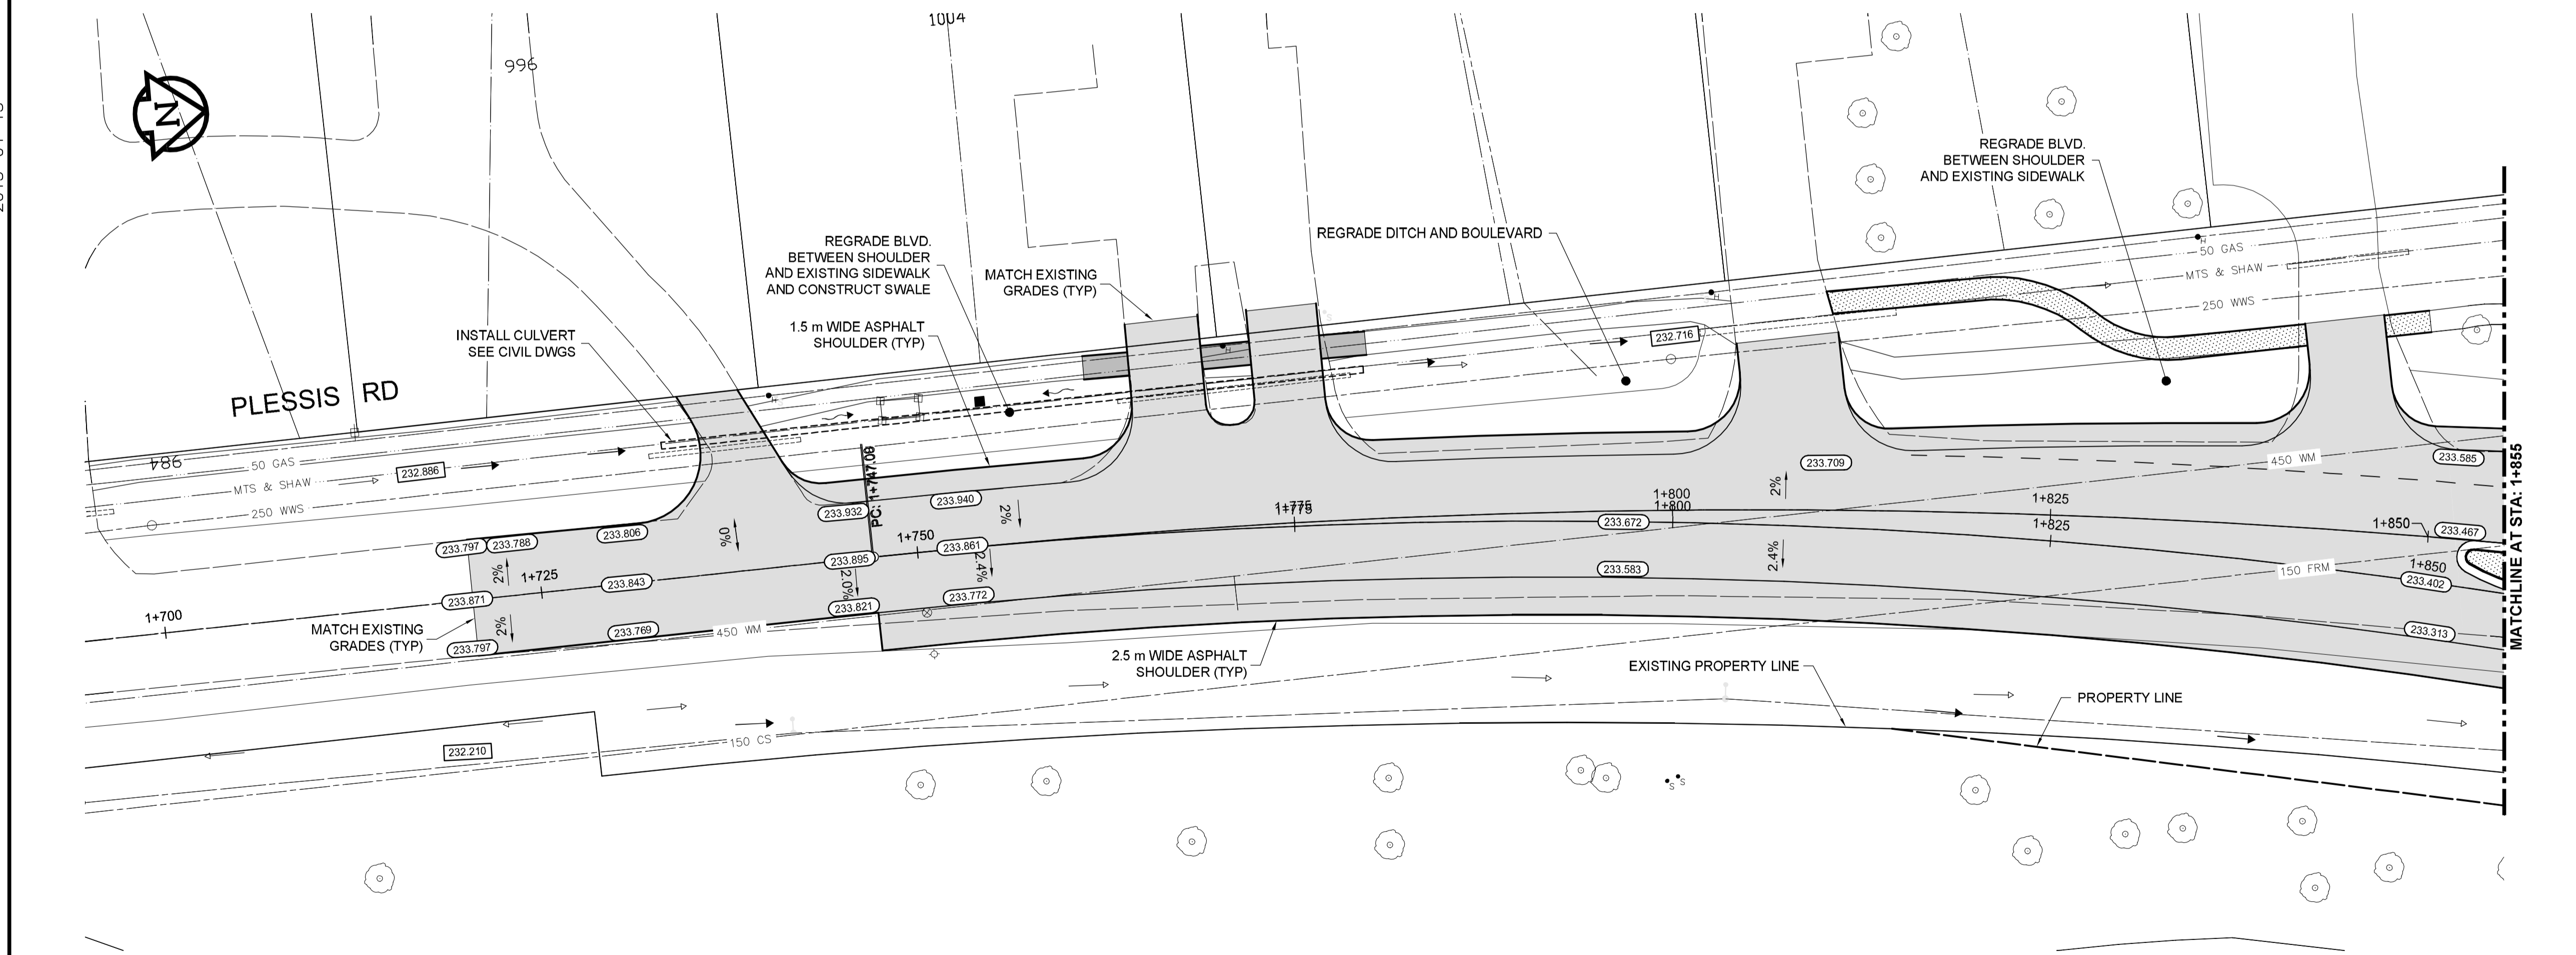 1004
996
N
REGRADE BLVD.
BETWEEN SHOULDER
AND EXISTING SIDEWALK
REGRADE BLVD.
BETWEEN SHOULDER
AND EXISTING SIDEWALK
AND CONSTRUCT SWALE
REGRADE DITCH AND BOULEVARD
MATCH EXISTING
GRADES (TYP)
H
50 GAS
MTS & SHAW
250 WWS
H
H
H
INSTALL CULVERT
SEE CIVIL DWGS
1.5 m WIDE ASPHALT
SHOULDER (TYP)
232.716
PLESSIS RD
984
50 GAS
MTS & SHAW
250 WWS
232.886
PC: 1+747.09
233.709
450 WM
233.585
233.940
233.932
2%
2%
1+775
1+775
1+800
1+800
1+825
1+825
1+850
233.467
233.672
233.797
233.788
233.806
0%
1+750
233.861
233.895
2.4%
2.4%
2.0%
2%
1+725
233.843
233.871
233.772
233.821
233.583
150 FRM
1+850
233.402
MATCHLINE AT STA: 1+855
1+700
MATCH EXISTING
GRADES (TYP)
2%
233.769
450 WM
233.797
233.313
2.5 m WIDE ASPHALT
SHOULDER (TYP)
EXISTING PROPERTY LINE
PROPERTY LINE
232.210
150 CS
S
S